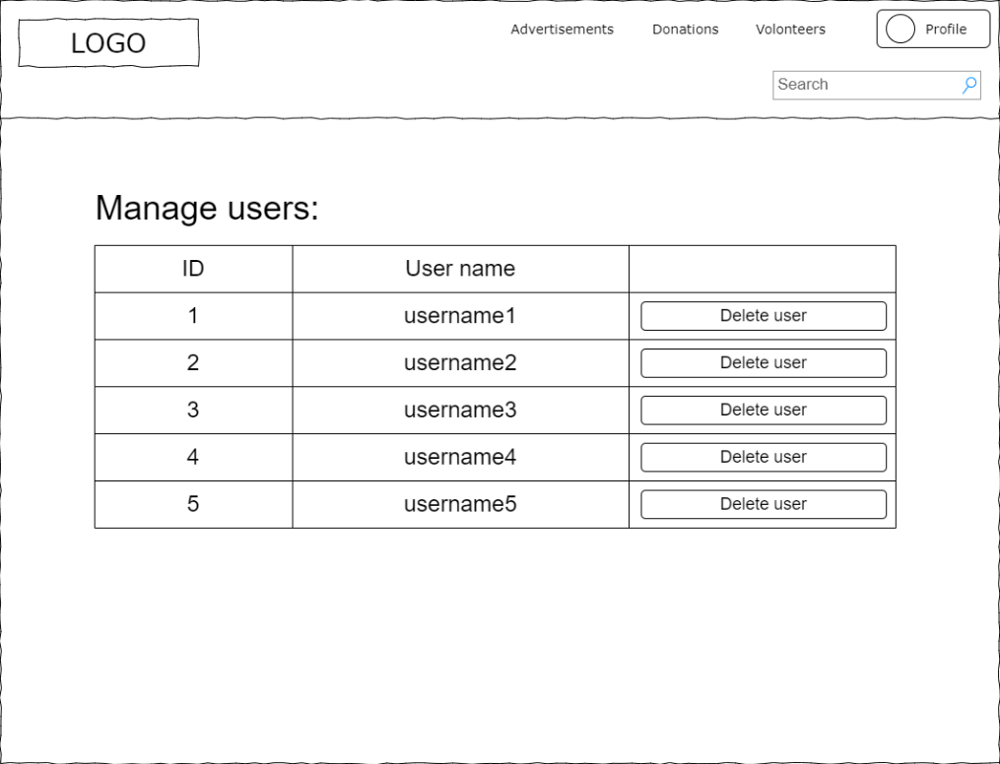 LOGO
Advertisements
Donations
Volonteers
Profile
Search
Manage users:
ID User name
1 username1 Delete user
2 username2 Delete user
3 username3 Delete user
4 username4 Delete user
5 username5 Delete user